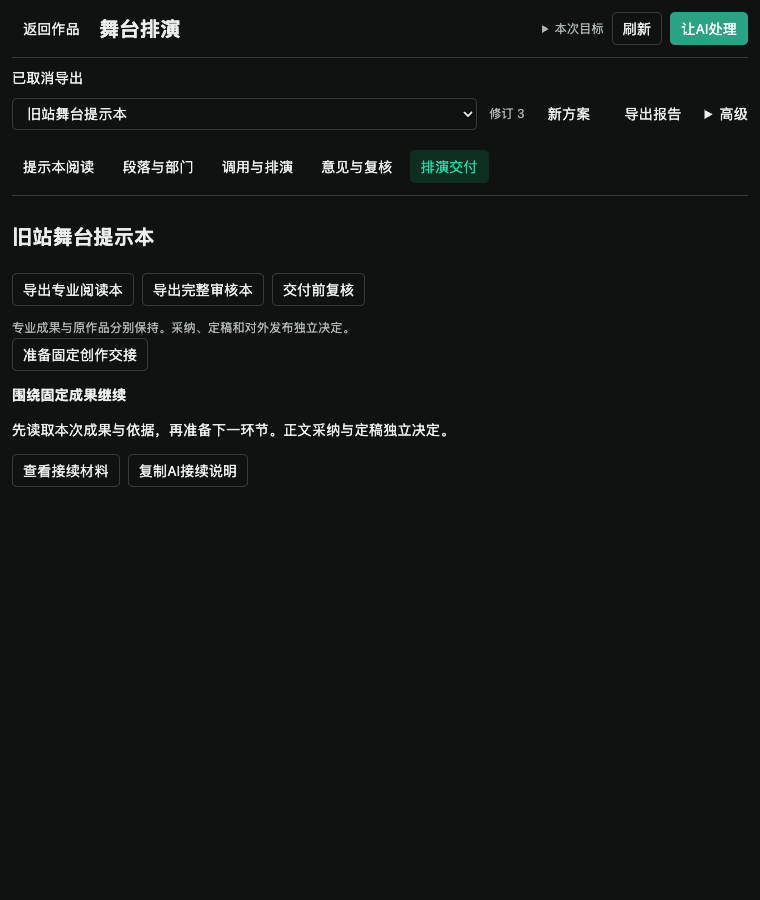 返回作品 舞台排演 ▶ 本次目标 刷新 让AI处理
已取消导出
旧站舞台提示本 修订 3 新方案 导出报告 ▶ 高级
提示本阅读 段落与部门 调用与排演 意见与复核 排演交付
旧站舞台提示本
导出专业阅读本 导出完整审核本 交付前复核
专业成果与原作品分别保持。采纳、定稿和对外发布独立决定。
准备固定创作交接
围绕固定成果继续
先读取本次成果与依据，再准备下一环节。正文采纳与定稿独立决定。
查看接续材料 复制AI接续说明